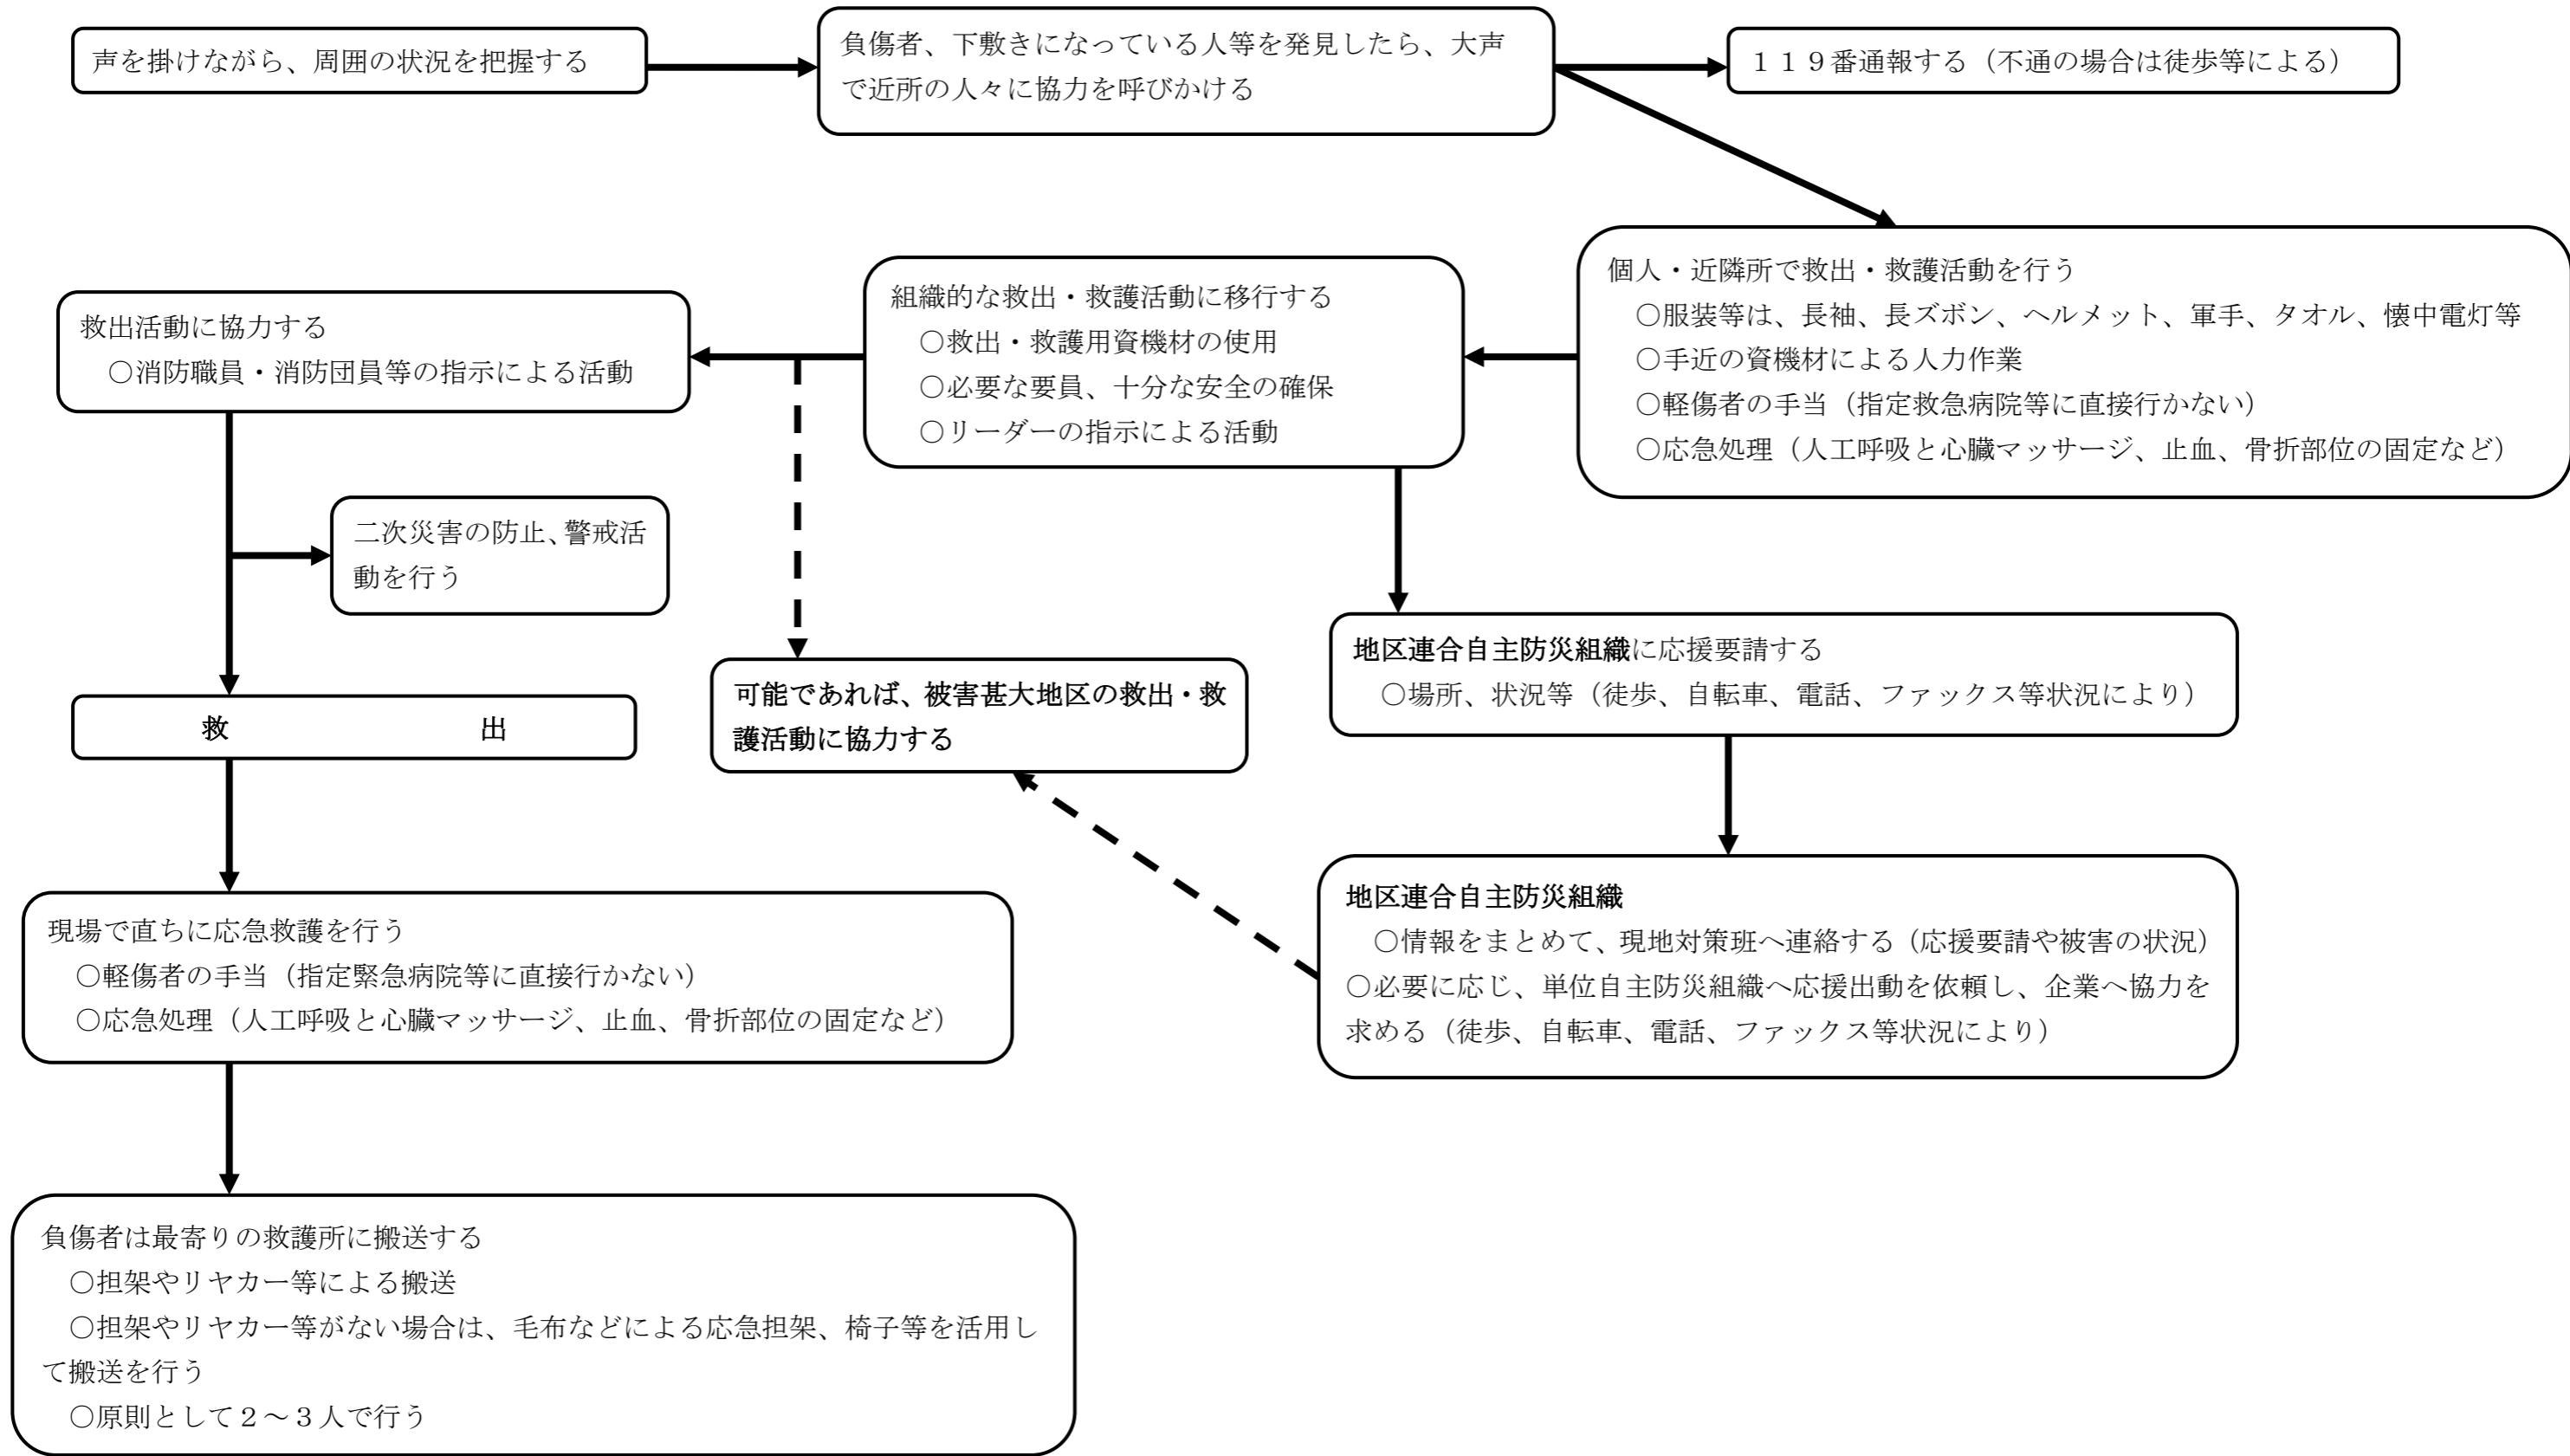 声を掛けながら、周囲の状況を把握する
負傷者、下敷きになっている人等を発見したら、大声
で近所の人々に協力を呼びかける
１１９番通報する（不通の場合は徒歩等による）
個人・近隣所で救出・救護活動を行う
○服装等は、長袖、長ズボン、ヘルメット、軍手、タオル、懐中電灯等
○手近の資機材による人力作業
○軽傷者の手当（指定救急病院等に直接行かない）
○応急処理（人工呼吸と心臓マッサージ、止血、骨折部位の固定など）
組織的な救出・救護活動に移行する
○救出・救護用資機材の使用
○必要な要員、十分な安全の確保
○リーダーの指示による活動
救出活動に協力する
○消防職員・消防団員等の指示による活動
二次災害の防止、警戒活
動を行う
地区連合自主防災組織に応援要請する
○場所、状況等（徒歩、自転車、電話、ファックス等状況により）
可能であれば、被害甚大地区の救出・救
護活動に協力する
救　出
地区連合自主防災組織
○情報をまとめて、現地対策班へ連絡する（応援要請や被害の状況）
○必要に応じ、単位自主防災組織へ応援出動を依頼し、企業へ協力を
求める（徒歩、自転車、電話、ファックス等状況により）
現場で直ちに応急救護を行う
○軽傷者の手当（指定緊急病院等に直接行かない）
○応急処理（人工呼吸と心臓マッサージ、止血、骨折部位の固定など）
負傷者は最寄りの救護所に搬送する
○担架やリヤカー等による搬送
○担架やリヤカー等がない場合は、毛布などによる応急担架、椅子等を活用し
て搬送を行う
○原則として２～３人で行う